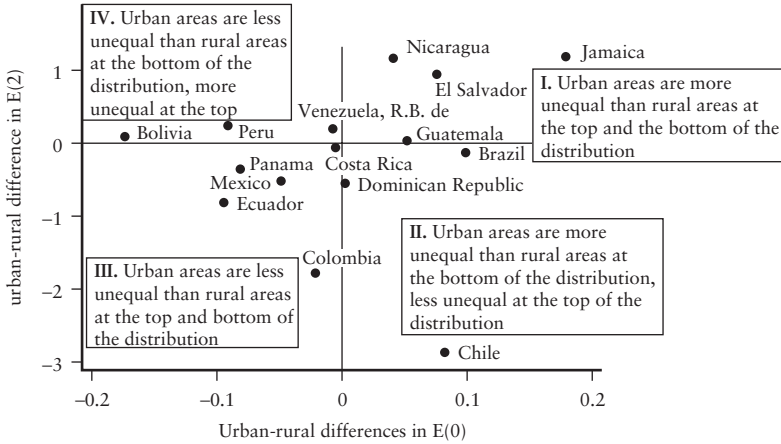 IV. Urban areas are less
unequal than rural areas
at the bottom of the
distribution, more
unequal at the top
Nicaragua
Jamaica
El Salvador
I. Urban areas are more
unequal than rural areas at
the top and the bottom of the
distribution
Venezuela, R.B. de
Bolivia
Peru
Guatemala
Brazil
Panama
Costa Rica
Mexico
Dominican Republic
Ecuador
Colombia
II. Urban areas are more
unequal than rural areas at
the bottom of the distribution,
less unequal at the top of the
distribution
III. Urban areas are less
unequal than rural areas
at the top and bottom of
the distribution
Chile
urban-rural difference in E(2)
1
0
−1
−2
−3
−0.2
−0.1
0
0.1
0.2
Urban-rural differences in E(0)